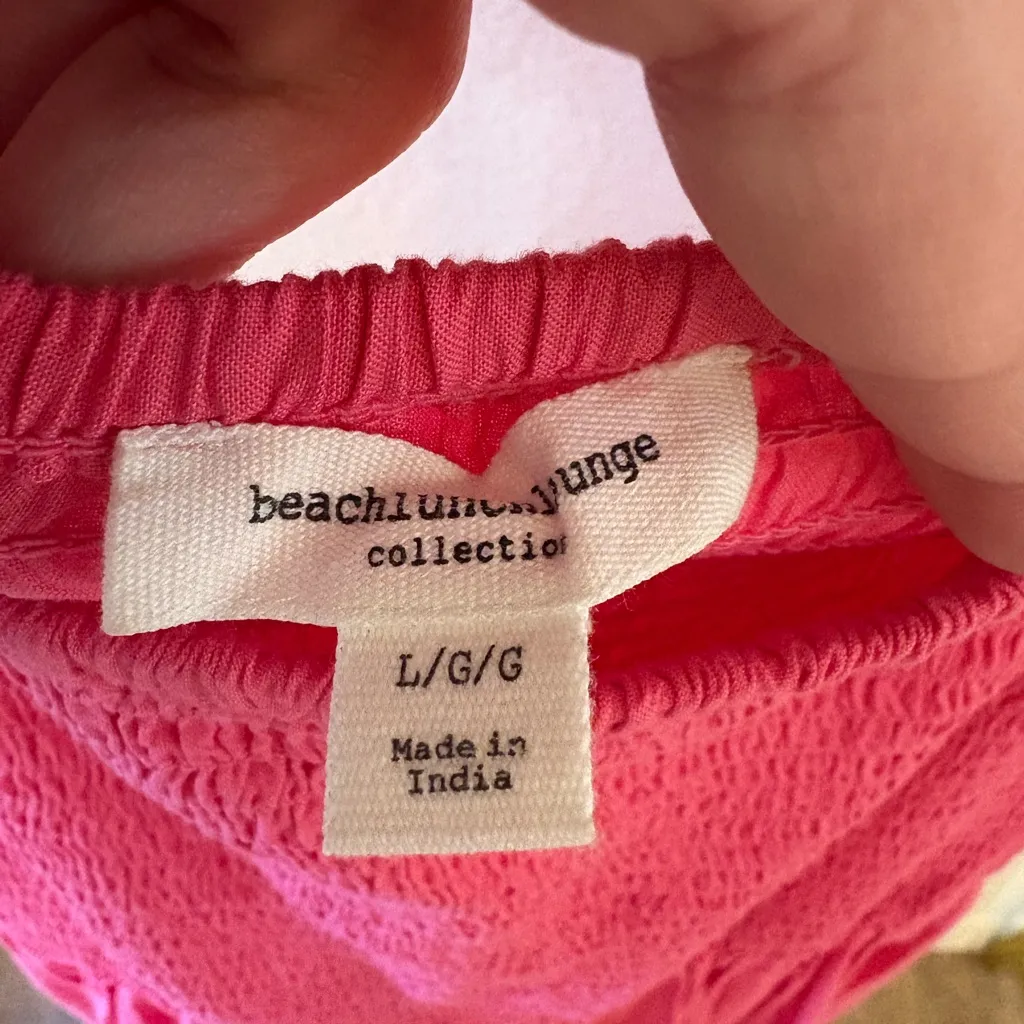 beachlunchlounge
collection
L/G/G
Made in
India